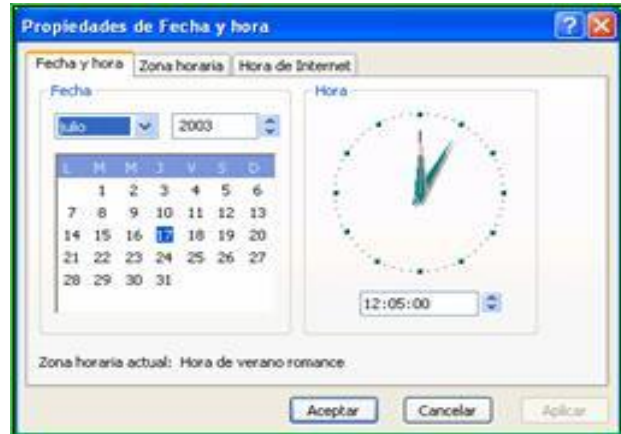 Propiedades de Fecha y hora
Fecha y hora Zona horaria Hora de Internet
Fecha
Hora
julio 2003
L M M J V S D
1 2 3 4 5 6
7 8 9 10 11 12 13
14 15 16 17 18 19 20
21 22 23 24 25 26 27
28 29 30 31
12:05:00
Zona horaria actual: Hora de verano romance
Aceptar Cancelar Aplicar